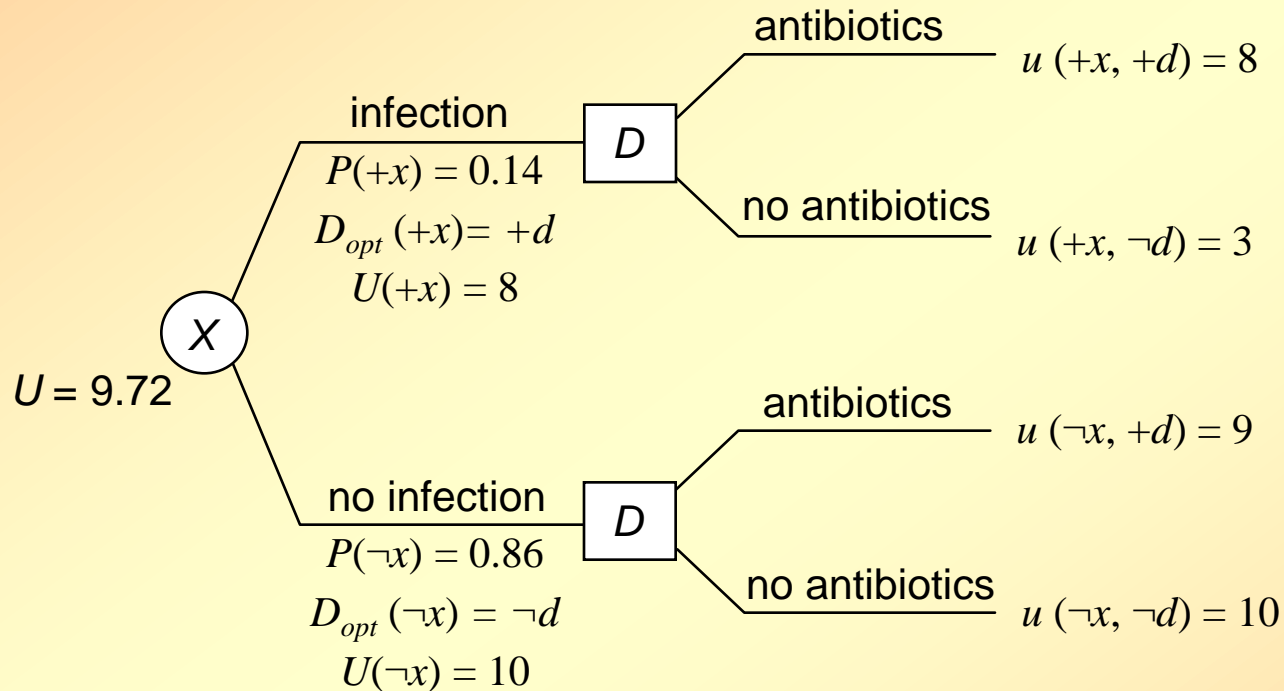 antibiotics
u (+x, +d) = 8
infection
D
P(+x) = 0.14
no antibiotics
D_opt (+x)= +d
u (+x, ¬d) = 3
U(+x) = 8
X
U = 9.72
antibiotics
u (¬x, +d) = 9
no infection
D
P(¬x) = 0.86
no antibiotics
D_opt (¬x) = ¬d
u (¬x, ¬d) = 10
U(¬x) = 10